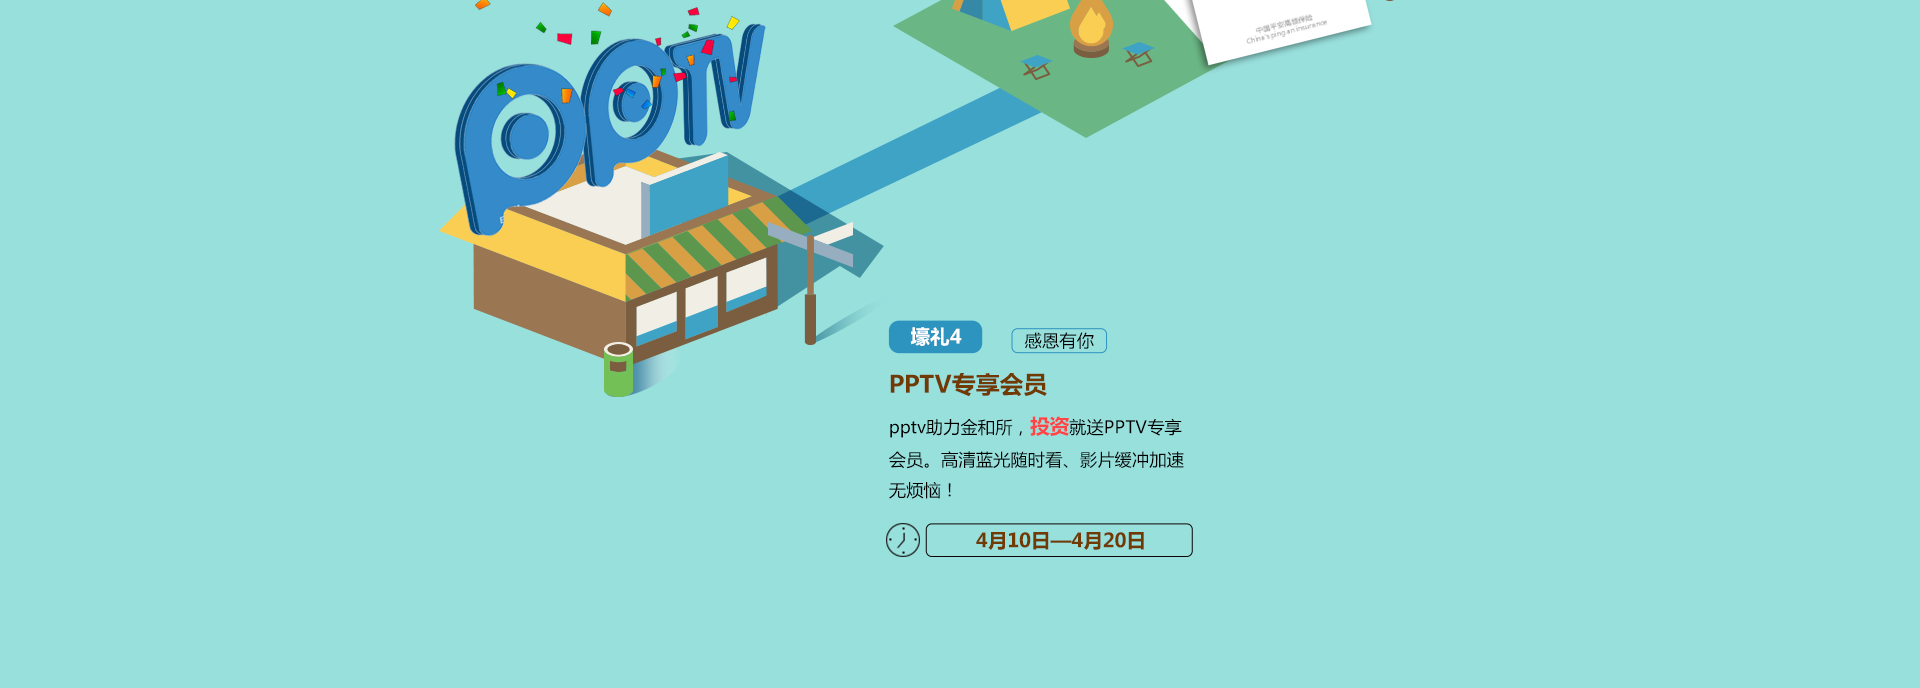 pptv
中国平安高领保险
China's ping an insurance
壕礼4
感恩有你
PPTV专享会员
pptv助力金和所，投资就送PPTV专享
会员。高清蓝光随时看、影片缓冲加速
无烦恼！
4月10日—4月20日